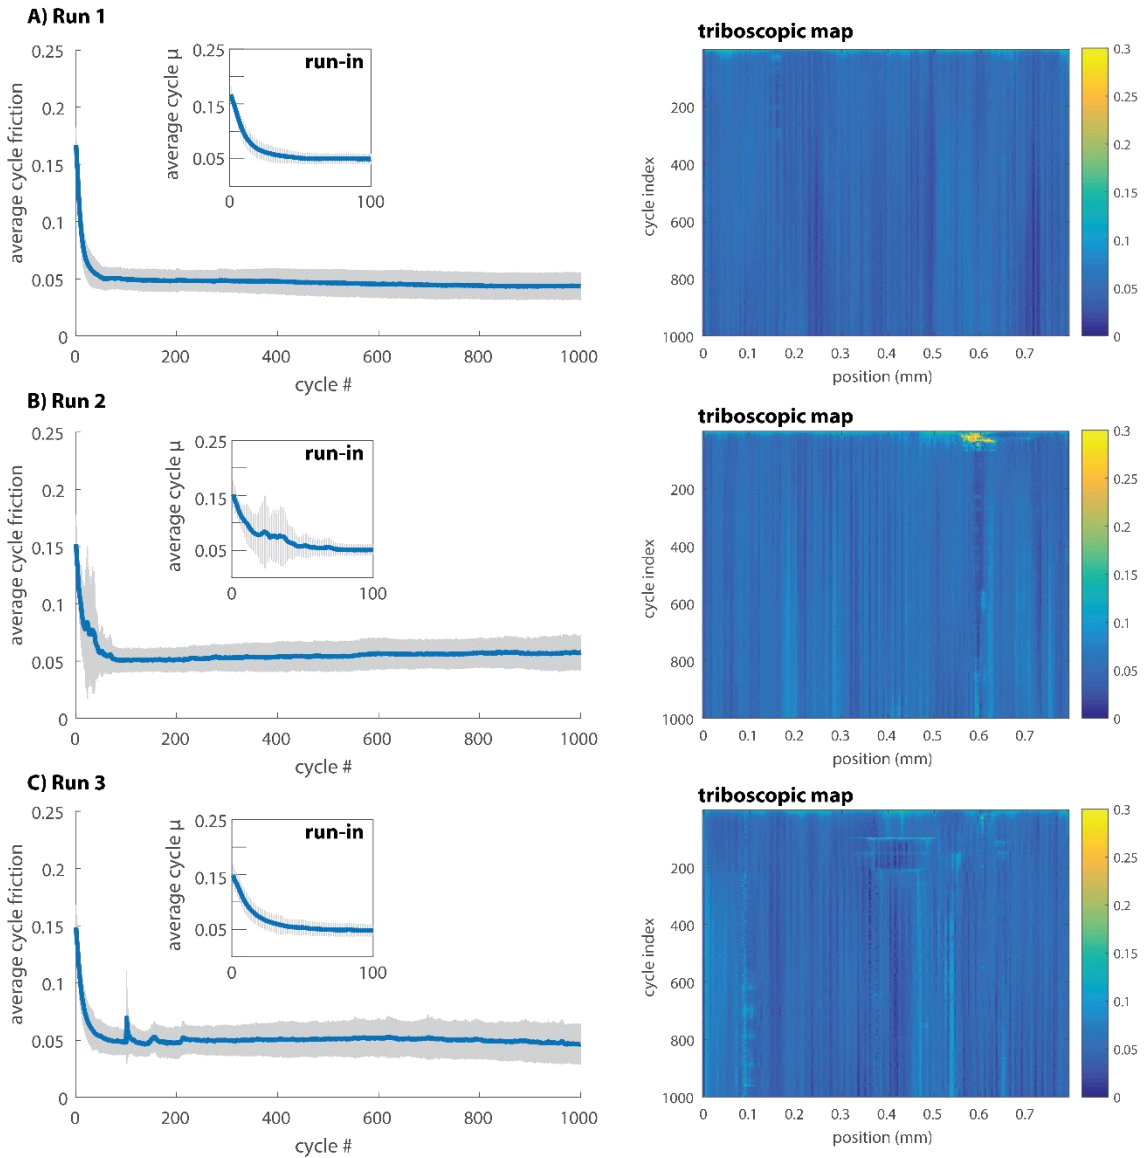 A) Run 1
average cycle friction
0.25
0.2
0.15
0.1
0.05
0
0 200 400 600 800 1000
cycle #
run-in
average cycle μ
0.25
0.15
0.05
0 100
triboscopic map
cycle index
200
400
600
800
1000
0 0.1 0.2 0.3 0.4 0.5 0.6 0.7
position (mm)
0.3
0.25
0.2
0.15
0.1
0.05
0
B) Run 2
average cycle friction
0.25
0.2
0.15
0.1
0.05
0
0 200 400 600 800 1000
cycle #
run-in
average cycle μ
0.25
0.15
0.05
0 100
triboscopic map
cycle index
200
400
600
800
1000
0 0.1 0.2 0.3 0.4 0.5 0.6 0.7
position (mm)
0.3
0.25
0.2
0.15
0.1
0.05
0
C) Run 3
average cycle friction
0.25
0.2
0.15
0.1
0.05
0
0 200 400 600 800 1000
cycle #
run-in
average cycle μ
0.25
0.15
0.05
0 100
triboscopic map
cycle index
200
400
600
800
1000
0 0.1 0.2 0.3 0.4 0.5 0.6 0.7
position (mm)
0.3
0.25
0.2
0.15
0.1
0.05
0